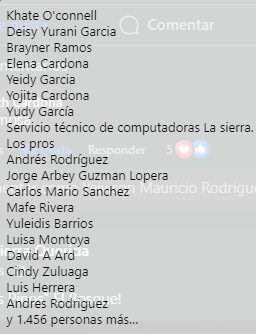 Khate O'connell
Deisy Yurani Garcia
Brayner Ramos
Comentar
Elena Cardona
Yeidy Garcia
Yojita Cardona
Yudy García
Servicio técnico de computadoras La sierra.
Los pros
Responder 5
Andrés Rodríguez
Jorge Arbey Guzman Lopera
Mauricio Rodrigue
Carlos Mario Sanchez
Mafe Rivera
Yuleidis Barrios
Luisa Montoya
David A Ard
Cindy Zuluaga
Luis Herrera
Andres Rodriguez
y 1.456 personas más...